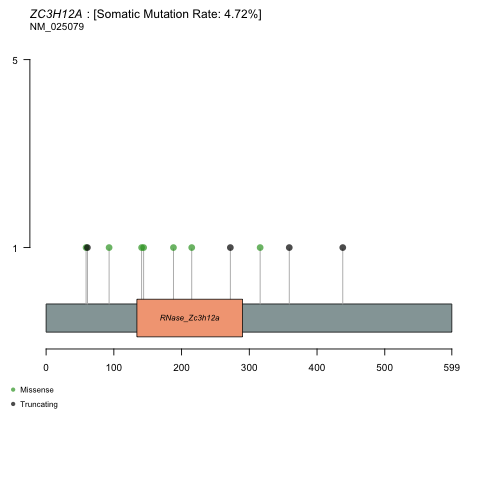 ZC3H12A : [Somatic Mutation Rate: 4.72%]
NM_025079
5
1
RNase_Zc3h12a
0 100 200 300 400 500 599
Missense
Truncating